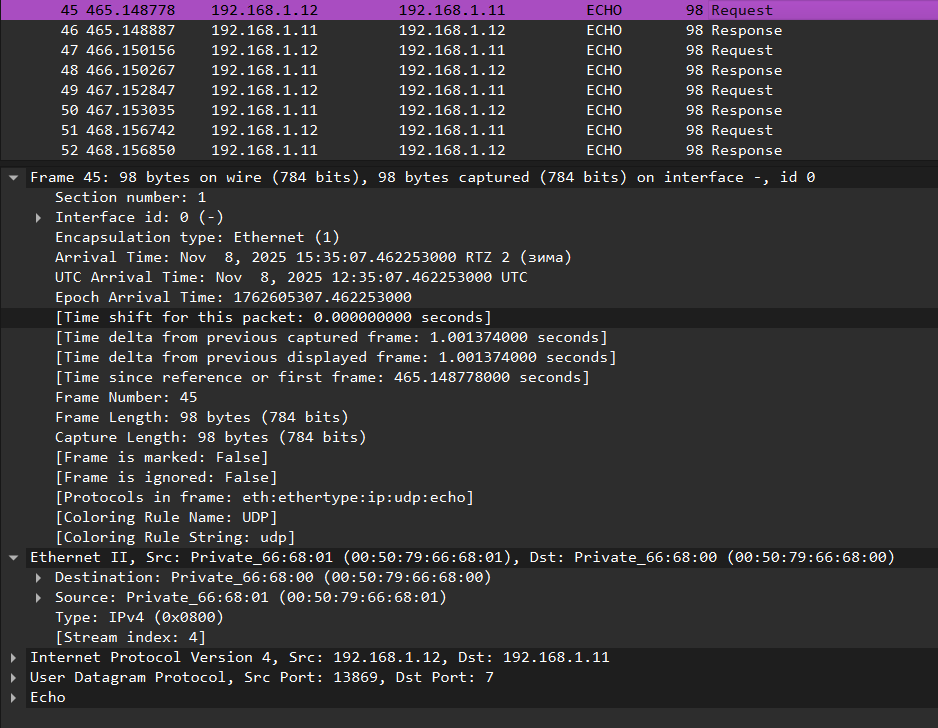 45 465.148778 192.168.1.12 192.168.1.11 ECHO 98 Request
46 465.148887 192.168.1.11 192.168.1.12 ECHO 98 Response
47 466.150156 192.168.1.12 192.168.1.11 ECHO 98 Request
48 466.150267 192.168.1.11 192.168.1.12 ECHO 98 Response
49 467.152847 192.168.1.12 192.168.1.11 ECHO 98 Request
50 467.153035 192.168.1.11 192.168.1.12 ECHO 98 Response
51 468.156742 192.168.1.12 192.168.1.11 ECHO 98 Request
52 468.156850 192.168.1.11 192.168.1.12 ECHO 98 Response
Frame 45: 98 bytes on wire (784 bits), 98 bytes captured (784 bits) on interface -, id 0
Section number: 1
Interface id: 0 (-)
Encapsulation type: Ethernet (1)
Arrival Time: Nov  8, 2025 15:35:07.462253000 RTZ 2 (зима)
UTC Arrival Time: Nov  8, 2025 12:35:07.462253000 UTC
Epoch Arrival Time: 1762605307.462253000
[Time shift for this packet: 0.000000000 seconds]
[Time delta from previous captured frame: 1.001374000 seconds]
[Time delta from previous displayed frame: 1.001374000 seconds]
[Time since reference or first frame: 465.148778000 seconds]
Frame Number: 45
Frame Length: 98 bytes (784 bits)
Capture Length: 98 bytes (784 bits)
[Frame is marked: False]
[Frame is ignored: False]
[Protocols in frame: eth:ethertype:ip:udp:echo]
[Coloring Rule Name: UDP]
[Coloring Rule String: udp]
Ethernet II, Src: Private_66:68:01 (00:50:79:66:68:01), Dst: Private_66:68:00 (00:50:79:66:68:00)
Destination: Private_66:68:00 (00:50:79:66:68:00)
Source: Private_66:68:01 (00:50:79:66:68:01)
Type: IPv4 (0x0800)
[Stream index: 4]
Internet Protocol Version 4, Src: 192.168.1.12, Dst: 192.168.1.11
User Datagram Protocol, Src Port: 13869, Dst Port: 7
Echo